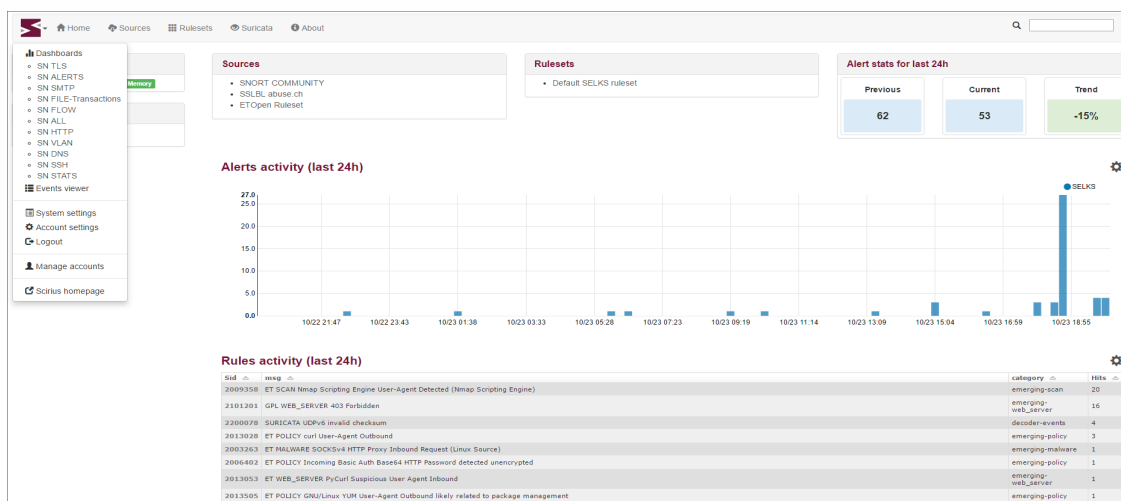 Home Sources Rulesets Suricata About
Dashboards
SN TLS
SN ALERTS
SN SMTP
SN FILE-Transactions
SN FLOW
SN ALL
SN HTTP
SN VLAN
SN DNS
SN SSH
SN STATS
Events viewer
System settings
Account settings
Logout
Manage accounts
Scirius homepage
Memory
Sources
SNORT COMMUNITY
SSLBL abuse.ch
ETOpen Ruleset
Rulesets
Default SELKS ruleset
Alert stats for last 24h
Previous Current Trend
62 53 -15%
Alerts activity (last 24h)
SELKS
27.0
25.0
20.0
15.0
10.0
5.0
0.0
10/22 21:47 10/22 23:43 10/23 01:38 10/23 03:33 10/23 05:28 10/23 07:23 10/23 09:19 10/23 11:14 10/23 13:09 10/23 15:04 10/23 16:59 10/23 18:55
Rules activity (last 24h)
Sid msg category Hits
2009358 ET SCAN Nmap Scripting Engine User-Agent Detected (Nmap Scripting Engine) emerging-scan 20
2101201 GPL WEB_SERVER 403 Forbidden emerging-web_server 16
2200078 SURICATA UDPv6 invalid checksum decoder-events 4
2013028 ET POLICY curl User-Agent Outbound emerging-policy 3
2003263 ET MALWARE SOCKSv4 HTTP Proxy Inbound Request (Linux Source) emerging-malware 1
2006402 ET POLICY Incoming Basic Auth Base64 HTTP Password detected unencrypted emerging-policy 1
2013053 ET WEB_SERVER PyCurl Suspicious User Agent Inbound emerging-web_server 1
2013505 ET POLICY GNU/Linux YUM User-Agent Outbound likely related to package management emerging-policy 1